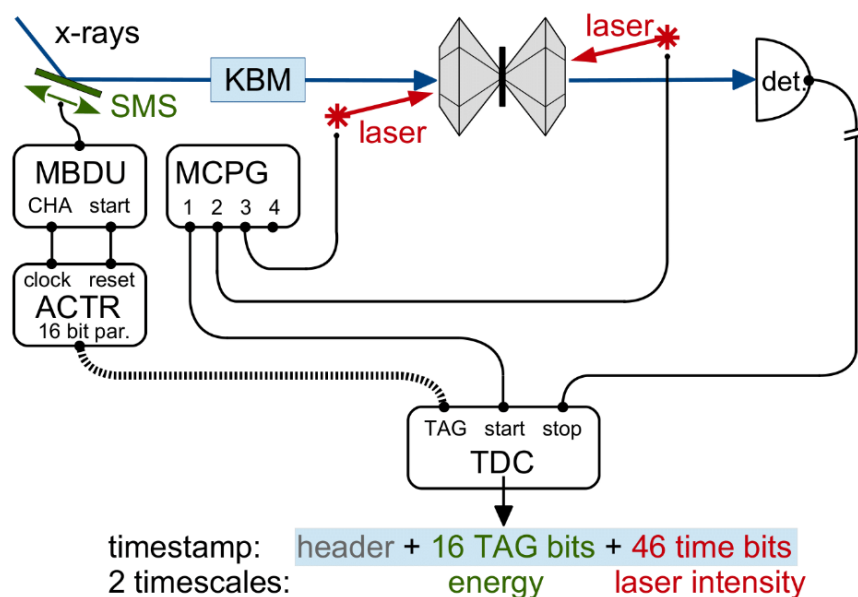 x-rays
laser
KBM
det.
SMS
laser
MBDU
CHA start
MCPG
1 2 3 4
clock reset
ACTR
16 bit par.
TAG start stop
TDC
timestamp: header + 16 TAG bits + 46 time bits
2 timescales: energy laser intensity